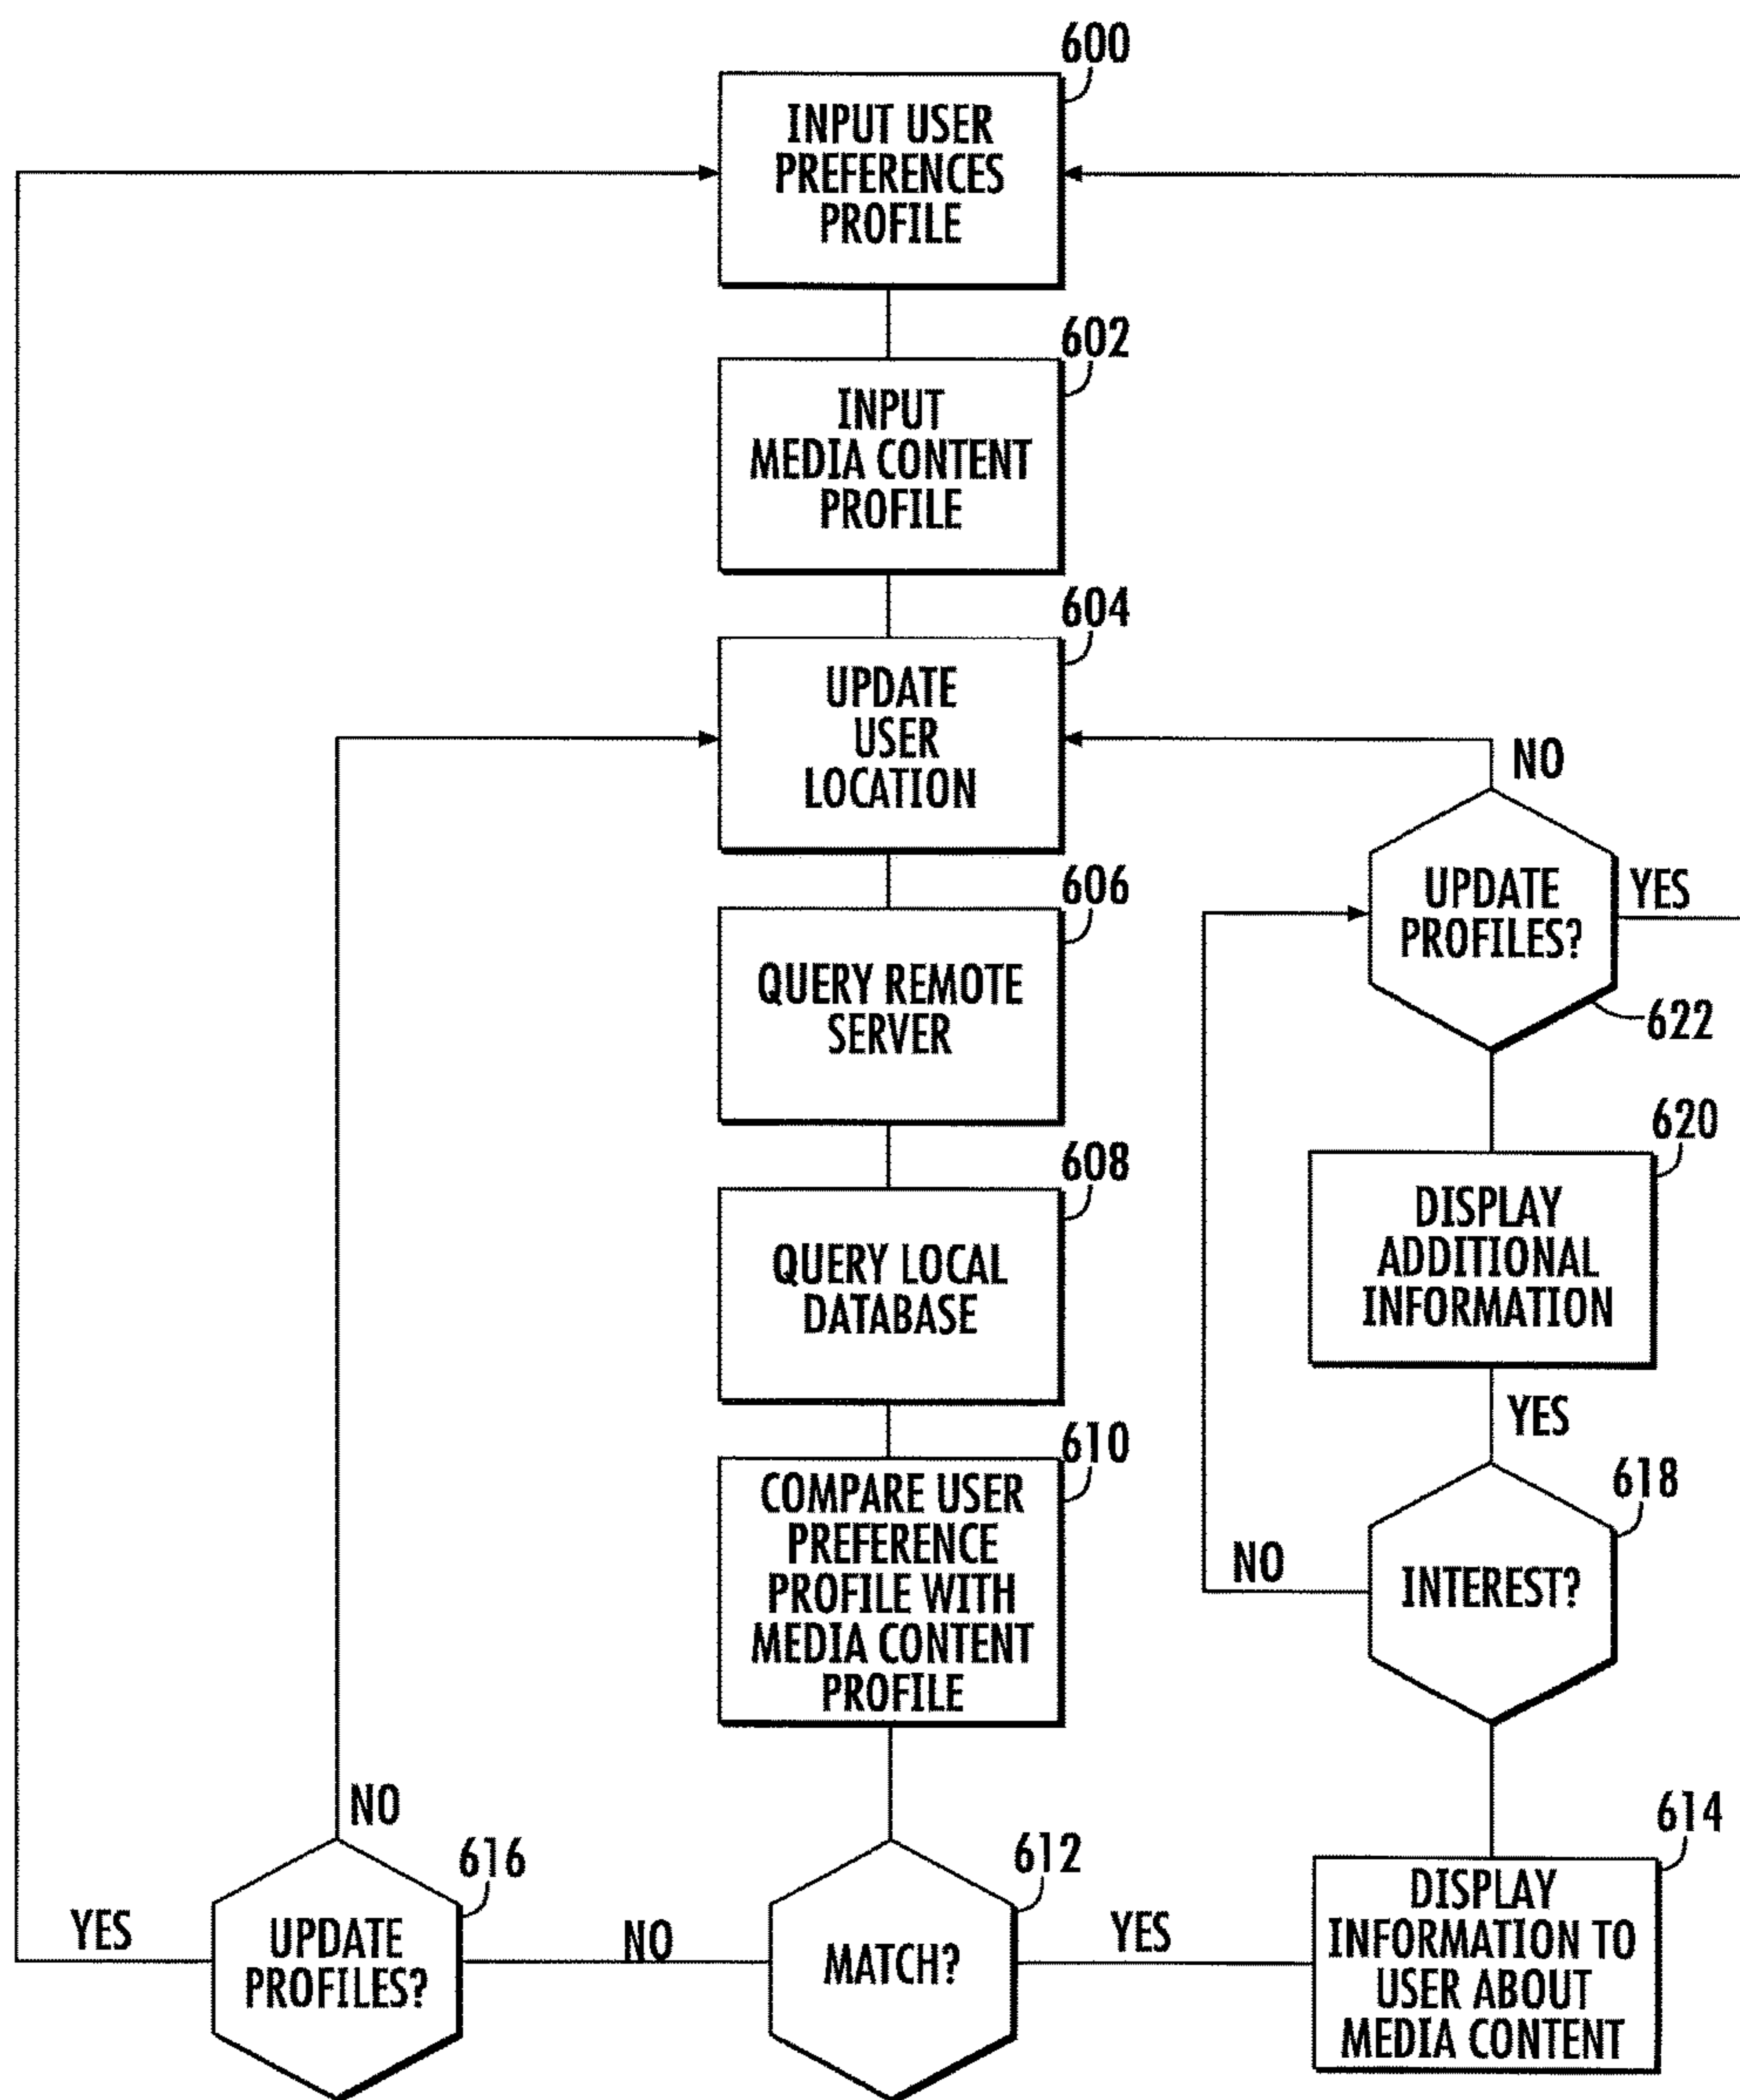 600
INPUT USER
PREFERENCES
PROFILE
602
INPUT
MEDIA CONTENT
PROFILE
604
UPDATE
USER
LOCATION
NO
606
UPDATE
PROFILES?
YES
622
QUERY REMOTE
SERVER
608
QUERY LOCAL
DATABASE
620
DISPLAY
ADDITIONAL
INFORMATION
YES
610
COMPARE USER
PREFERENCE
PROFILE WITH
MEDIA CONTENT
PROFILE
618
INTEREST?
NO
NO
616
UPDATE
PROFILES?
YES
NO
612
MATCH?
YES
614
DISPLAY
INFORMATION TO
USER ABOUT
MEDIA CONTENT